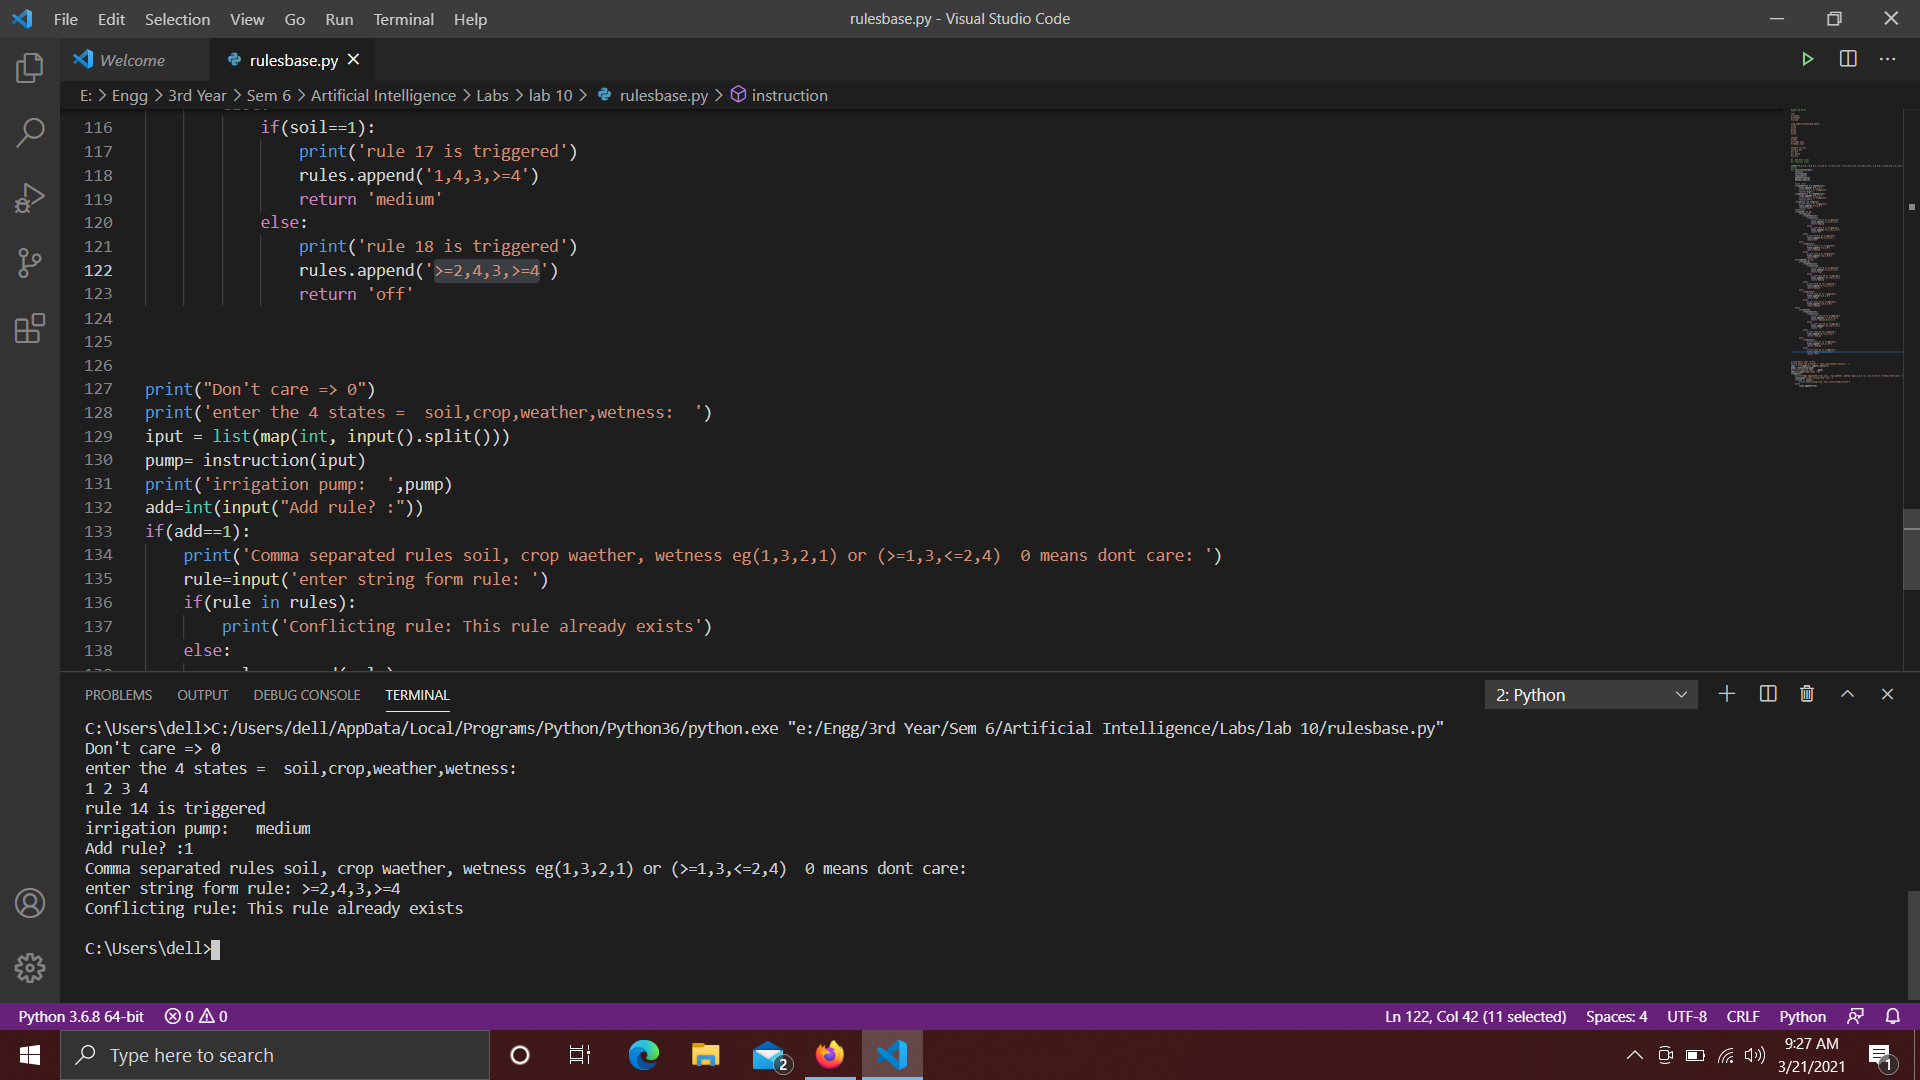 File Edit Selection View Go Run Terminal Help
rulesbase.py - Visual Studio Code
Welcome
rulesbase.py
E: > Engg > 3rd Year > Sem 6 > Artificial Intelligence > Labs > lab 10 > rulesbase.py > instruction
116 if(soil==1):
117 print('rule 17 is triggered')
118 rules.append('1,4,3,>=4')
119 return 'medium'
120 else:
121 print('rule 18 is triggered')
122 rules.append('>=2,4,3,>=4')
123 return 'off'
124
125
126
127 print("Don't care => 0")
128 print('enter the 4 states =  soil,crop,weather,wetness:  ')
129 iput = list(map(int, input().split()))
130 pump= instruction(iput)
131 print('irrigation pump:  ',pump)
132 add=int(input("Add rule? :"))
133 if(add==1):
134 print('Comma separated rules soil, crop waether, wetness eg(1,3,2,1) or (>=1,3,<=2,4)  0 means dont care: ')
135 rule=input('enter string form rule: ')
136 if(rule in rules):
137 print('Conflicting rule: This rule already exists')
138 else:
PROBLEMS OUTPUT DEBUG CONSOLE TERMINAL
2: Python
C:\Users\dell>C:/Users/dell/AppData/Local/Programs/Python/Python36/python.exe "e:/Engg/3rd Year/Sem 6/Artificial Intelligence/Labs/lab 10/rulesbase.py"
Don't care => 0
enter the 4 states =  soil,crop,weather,wetness:
1 2 3 4
rule 14 is triggered
irrigation pump:   medium
Add rule? :1
Comma separated rules soil, crop waether, wetness eg(1,3,2,1) or (>=1,3,<=2,4)  0 means dont care:
enter string form rule: >=2,4,3,>=4
Conflicting rule: This rule already exists
C:\Users\dell>
Python 3.6.8 64-bit 0 0
Ln 122, Col 42 (11 selected) Spaces: 4 UTF-8 CRLF Python
Type here to search
2
9:27 AM
3/21/2021
1